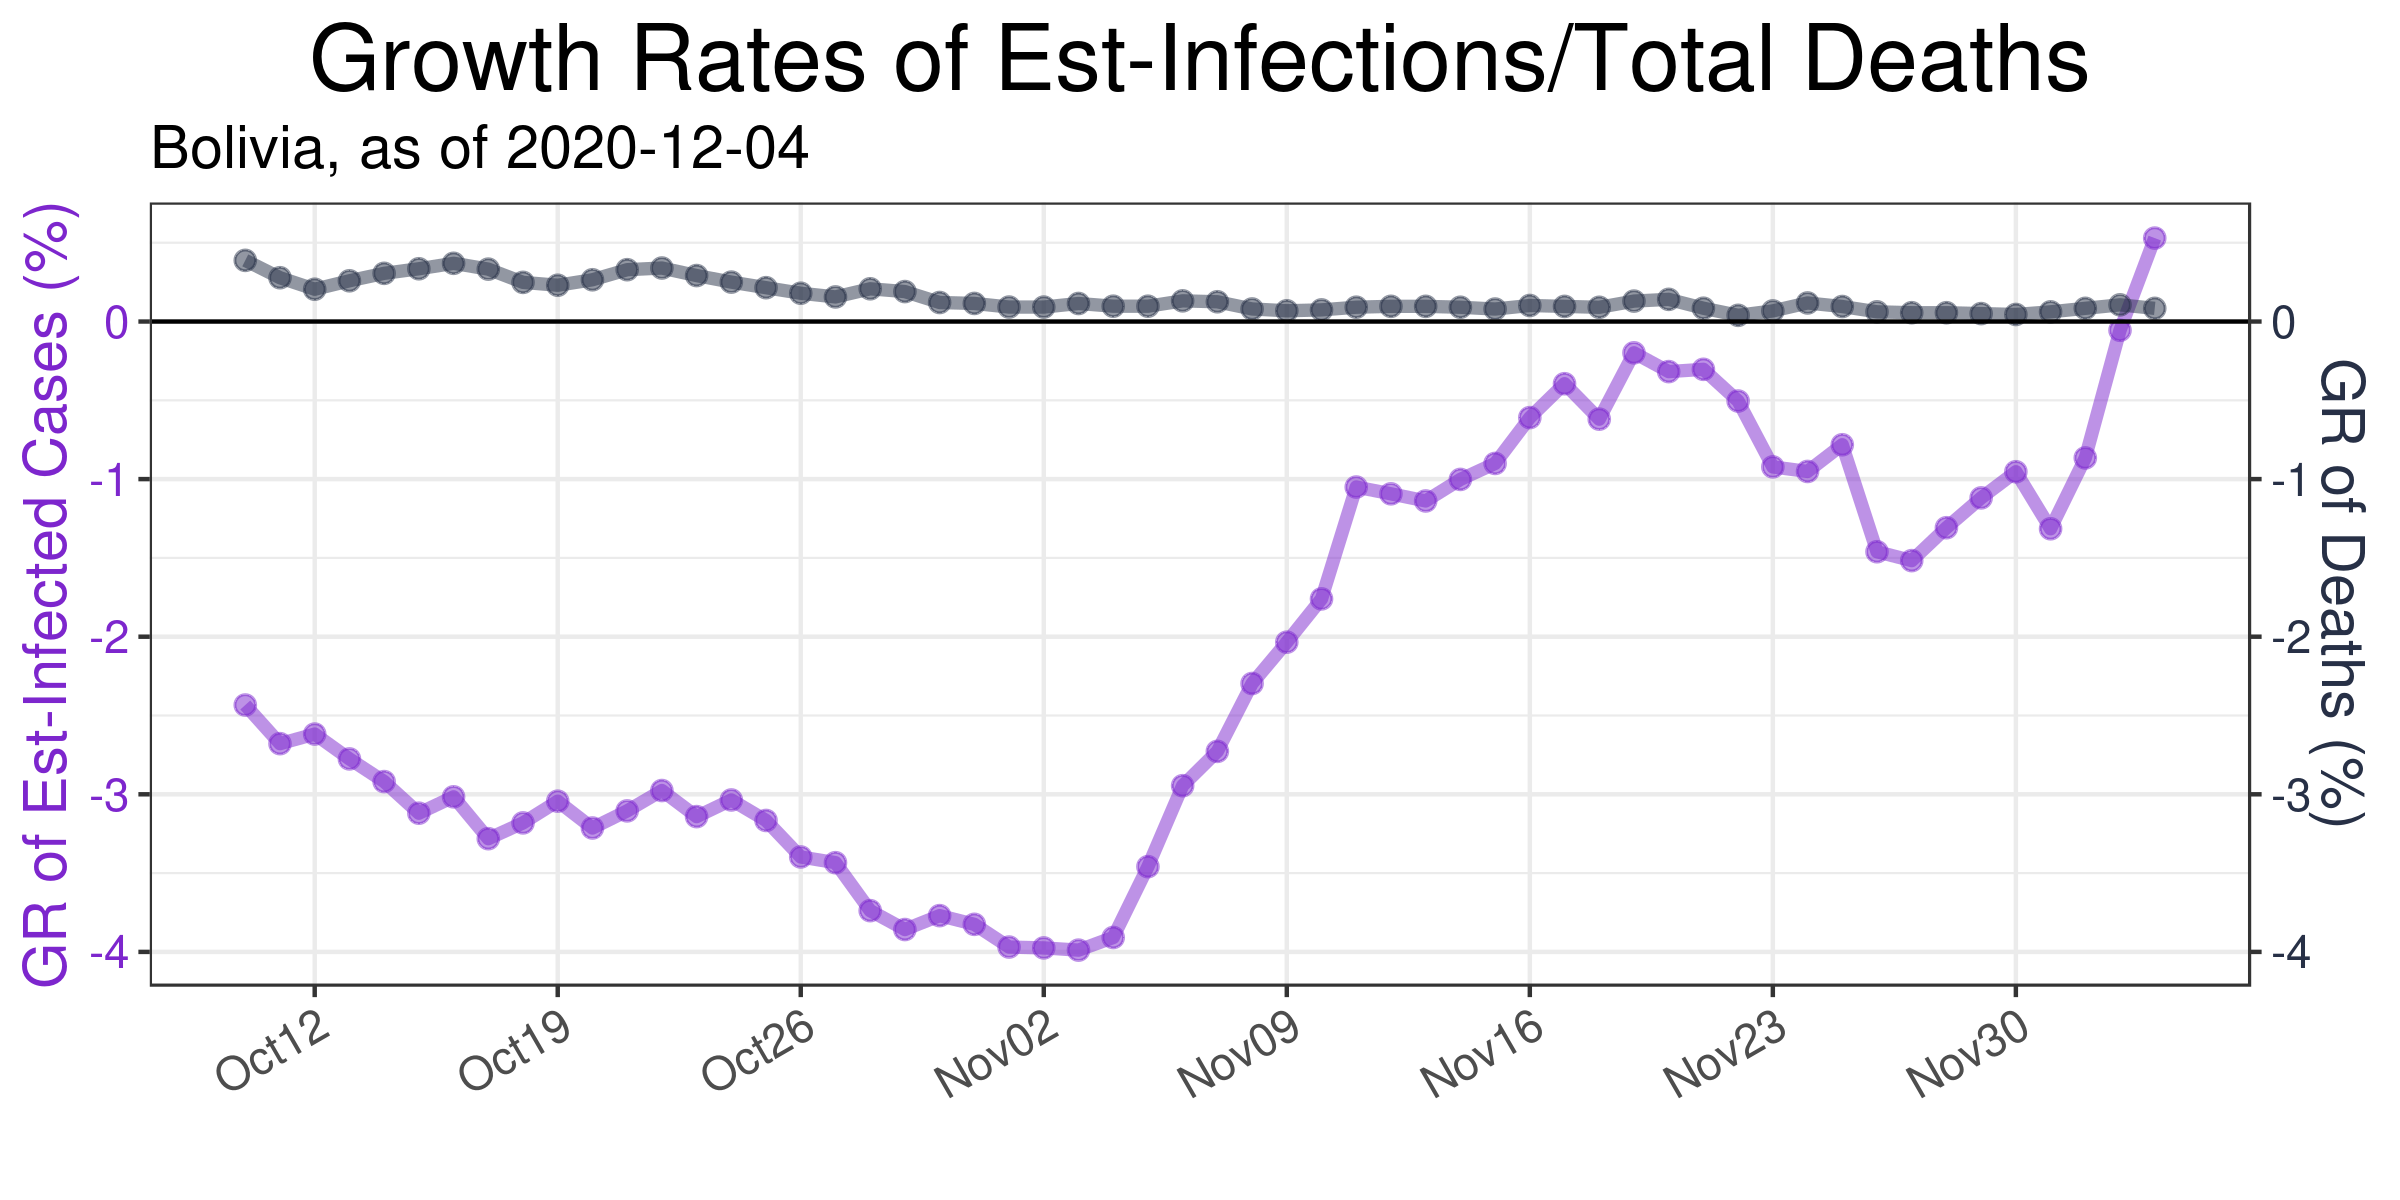 Growth Rates of Est-Infections/Total Deaths
Bolivia, as of 2020-12-04
GR of Est-Infected Cases (%)
0
-1
-2
-3
-4
0
-1
-2
-3
-4
GR of Deaths (%)
Oct12
Oct19
Oct26
Nov02
Nov09
Nov16
Nov23
Nov30